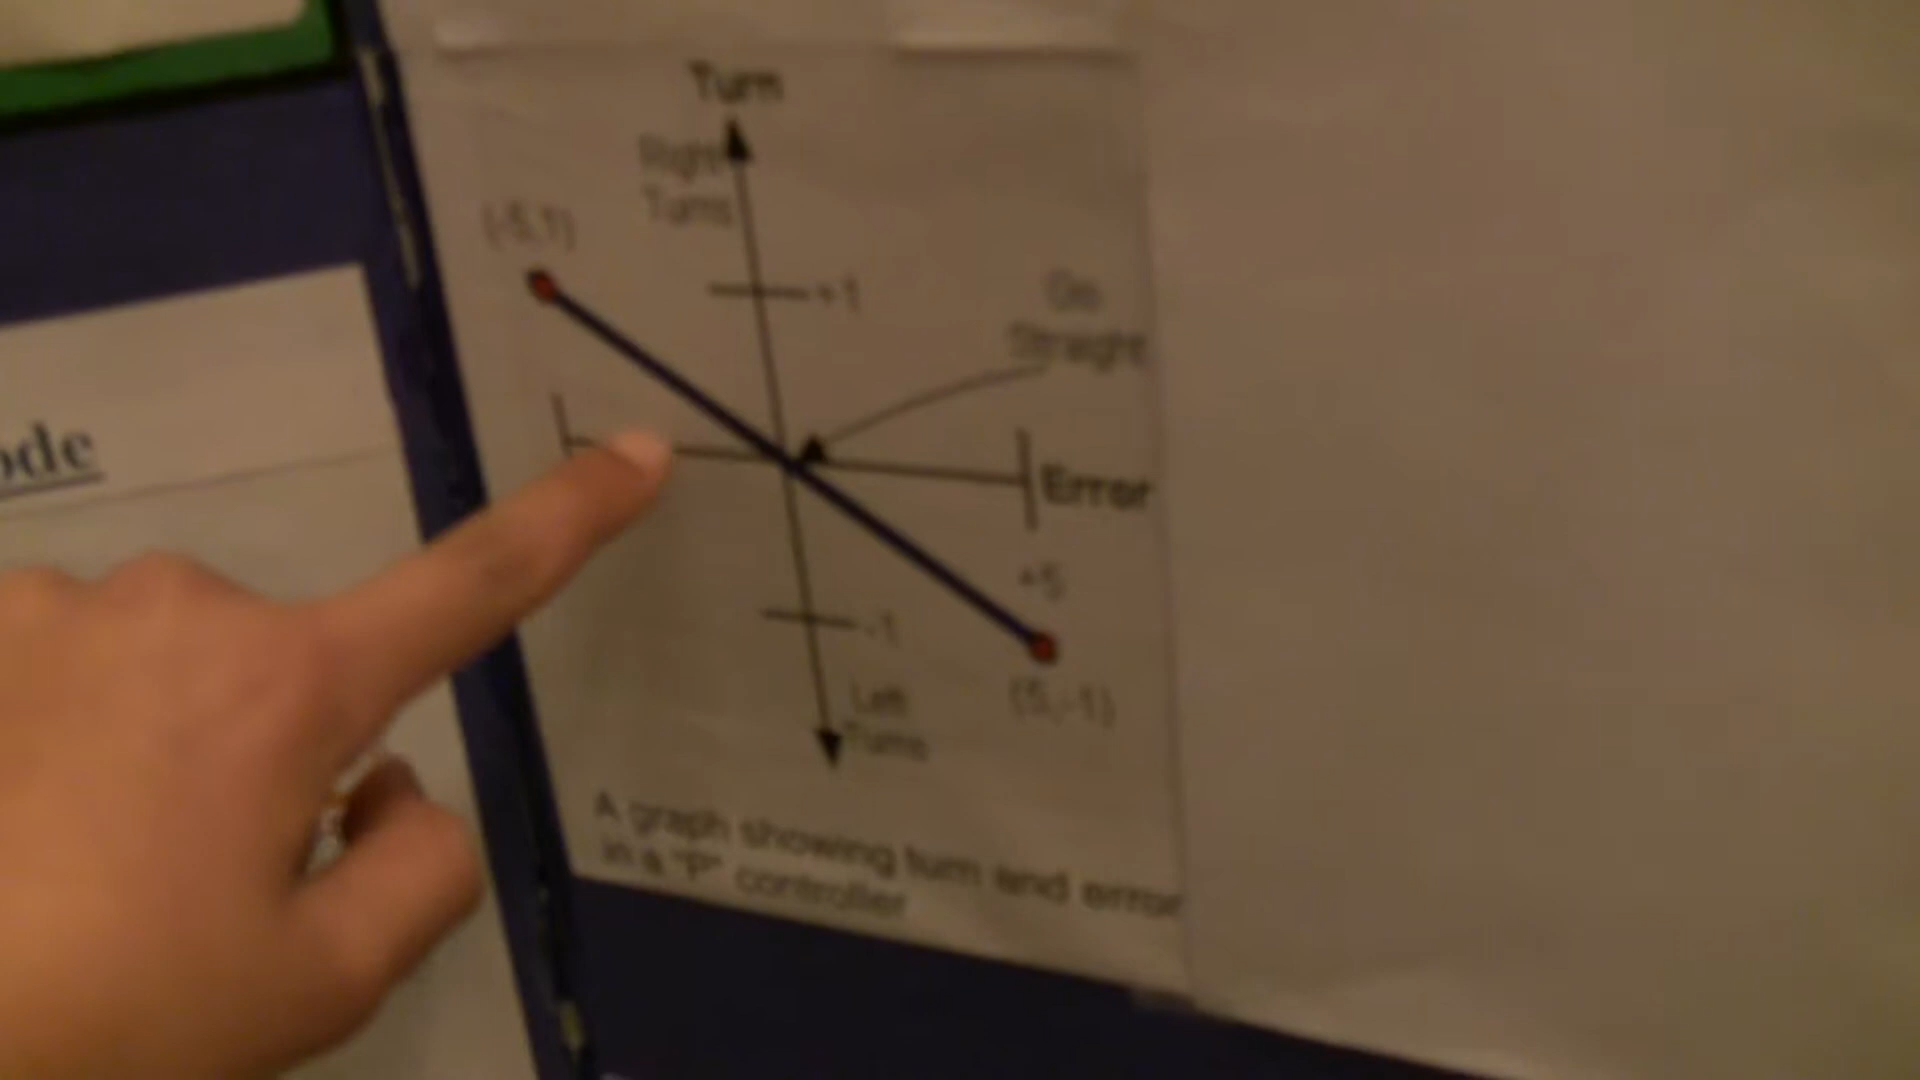 Turn
Right
Turns
(-5,1)
+1
Go
Straight
ode
Error
+5
-1
Left
Turns
(5,-1)
A graph showing turn and error
in a "P" controller